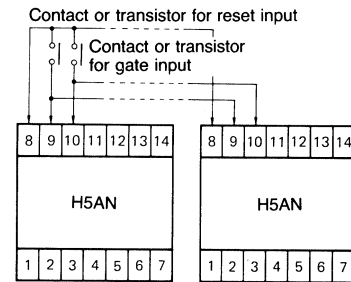 Contact or transistor for reset input
Contact or transistor
for gate input
8 9 10 11 12 13 14
8 9 10 11 12 13 14
H5AN
H5AN
1 2 3 4 5 6 7
1 2 3 4 5 6 7